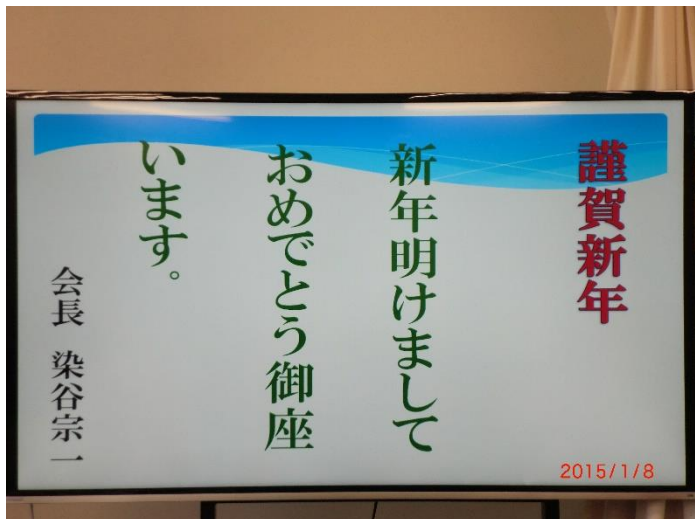 謹賀新年
新年明けまして
おめでとう御座
います。
会長 染谷宗一
2015/1/8